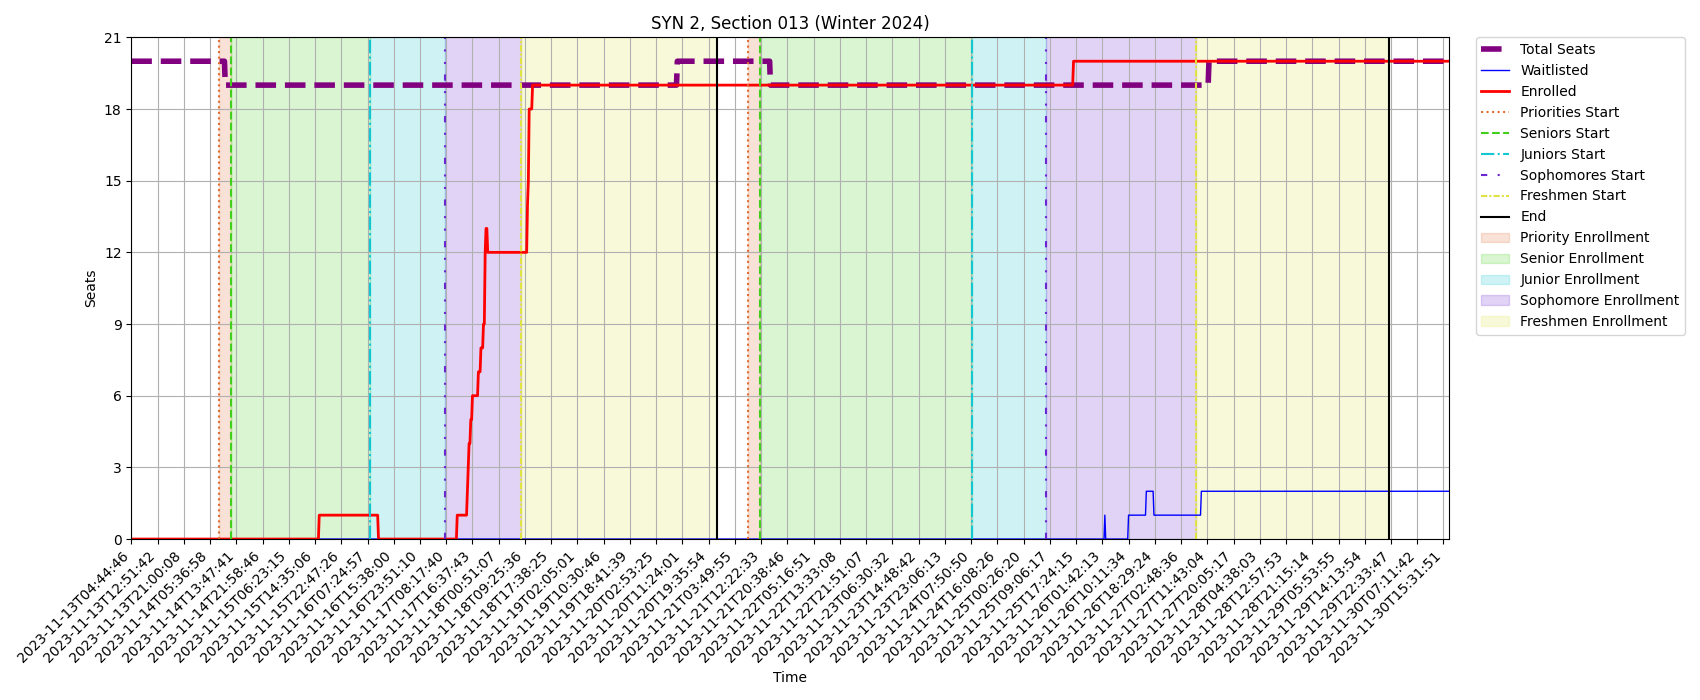 SYN 2, Section 013 (Winter 2024)
21
18
15
12
9
6
3
0
Seats
2023-11-13T04:44:46
2023-11-13T12:51:42
2023-11-13T21:00:08
2023-11-14T05:36:58
2023-11-14T13:47:41
2023-11-14T21:58:46
2023-11-15T06:23:15
2023-11-15T14:35:06
2023-11-15T22:47:26
2023-11-16T07:24:57
2023-11-16T15:38:00
2023-11-16T23:51:10
2023-11-17T08:17:40
2023-11-17T16:37:43
2023-11-18T00:51:07
2023-11-18T09:25:36
2023-11-18T17:38:25
2023-11-19T02:05:01
2023-11-19T10:30:46
2023-11-19T18:41:39
2023-11-20T02:53:25
2023-11-20T11:24:01
2023-11-20T19:35:54
2023-11-21T03:49:55
2023-11-21T12:22:33
2023-11-21T20:38:46
2023-11-22T05:16:51
2023-11-22T13:33:08
2023-11-22T21:51:07
2023-11-23T06:30:32
2023-11-23T14:48:42
2023-11-23T23:06:13
2023-11-24T07:50:50
2023-11-24T16:08:26
2023-11-25T00:26:20
2023-11-25T09:06:17
2023-11-25T17:24:15
2023-11-26T01:42:13
2023-11-26T10:11:34
2023-11-26T18:29:24
2023-11-27T02:48:36
2023-11-27T11:43:04
2023-11-27T20:05:17
2023-11-28T04:38:03
2023-11-28T12:57:53
2023-11-28T21:15:14
2023-11-29T05:53:55
2023-11-29T14:13:54
2023-11-29T22:33:47
2023-11-30T07:11:42
2023-11-30T15:31:51
Time
Total Seats
Waitlisted
Enrolled
Priorities Start
Seniors Start
Juniors Start
Sophomores Start
Freshmen Start
End
Priority Enrollment
Senior Enrollment
Junior Enrollment
Sophomore Enrollment
Freshmen Enrollment